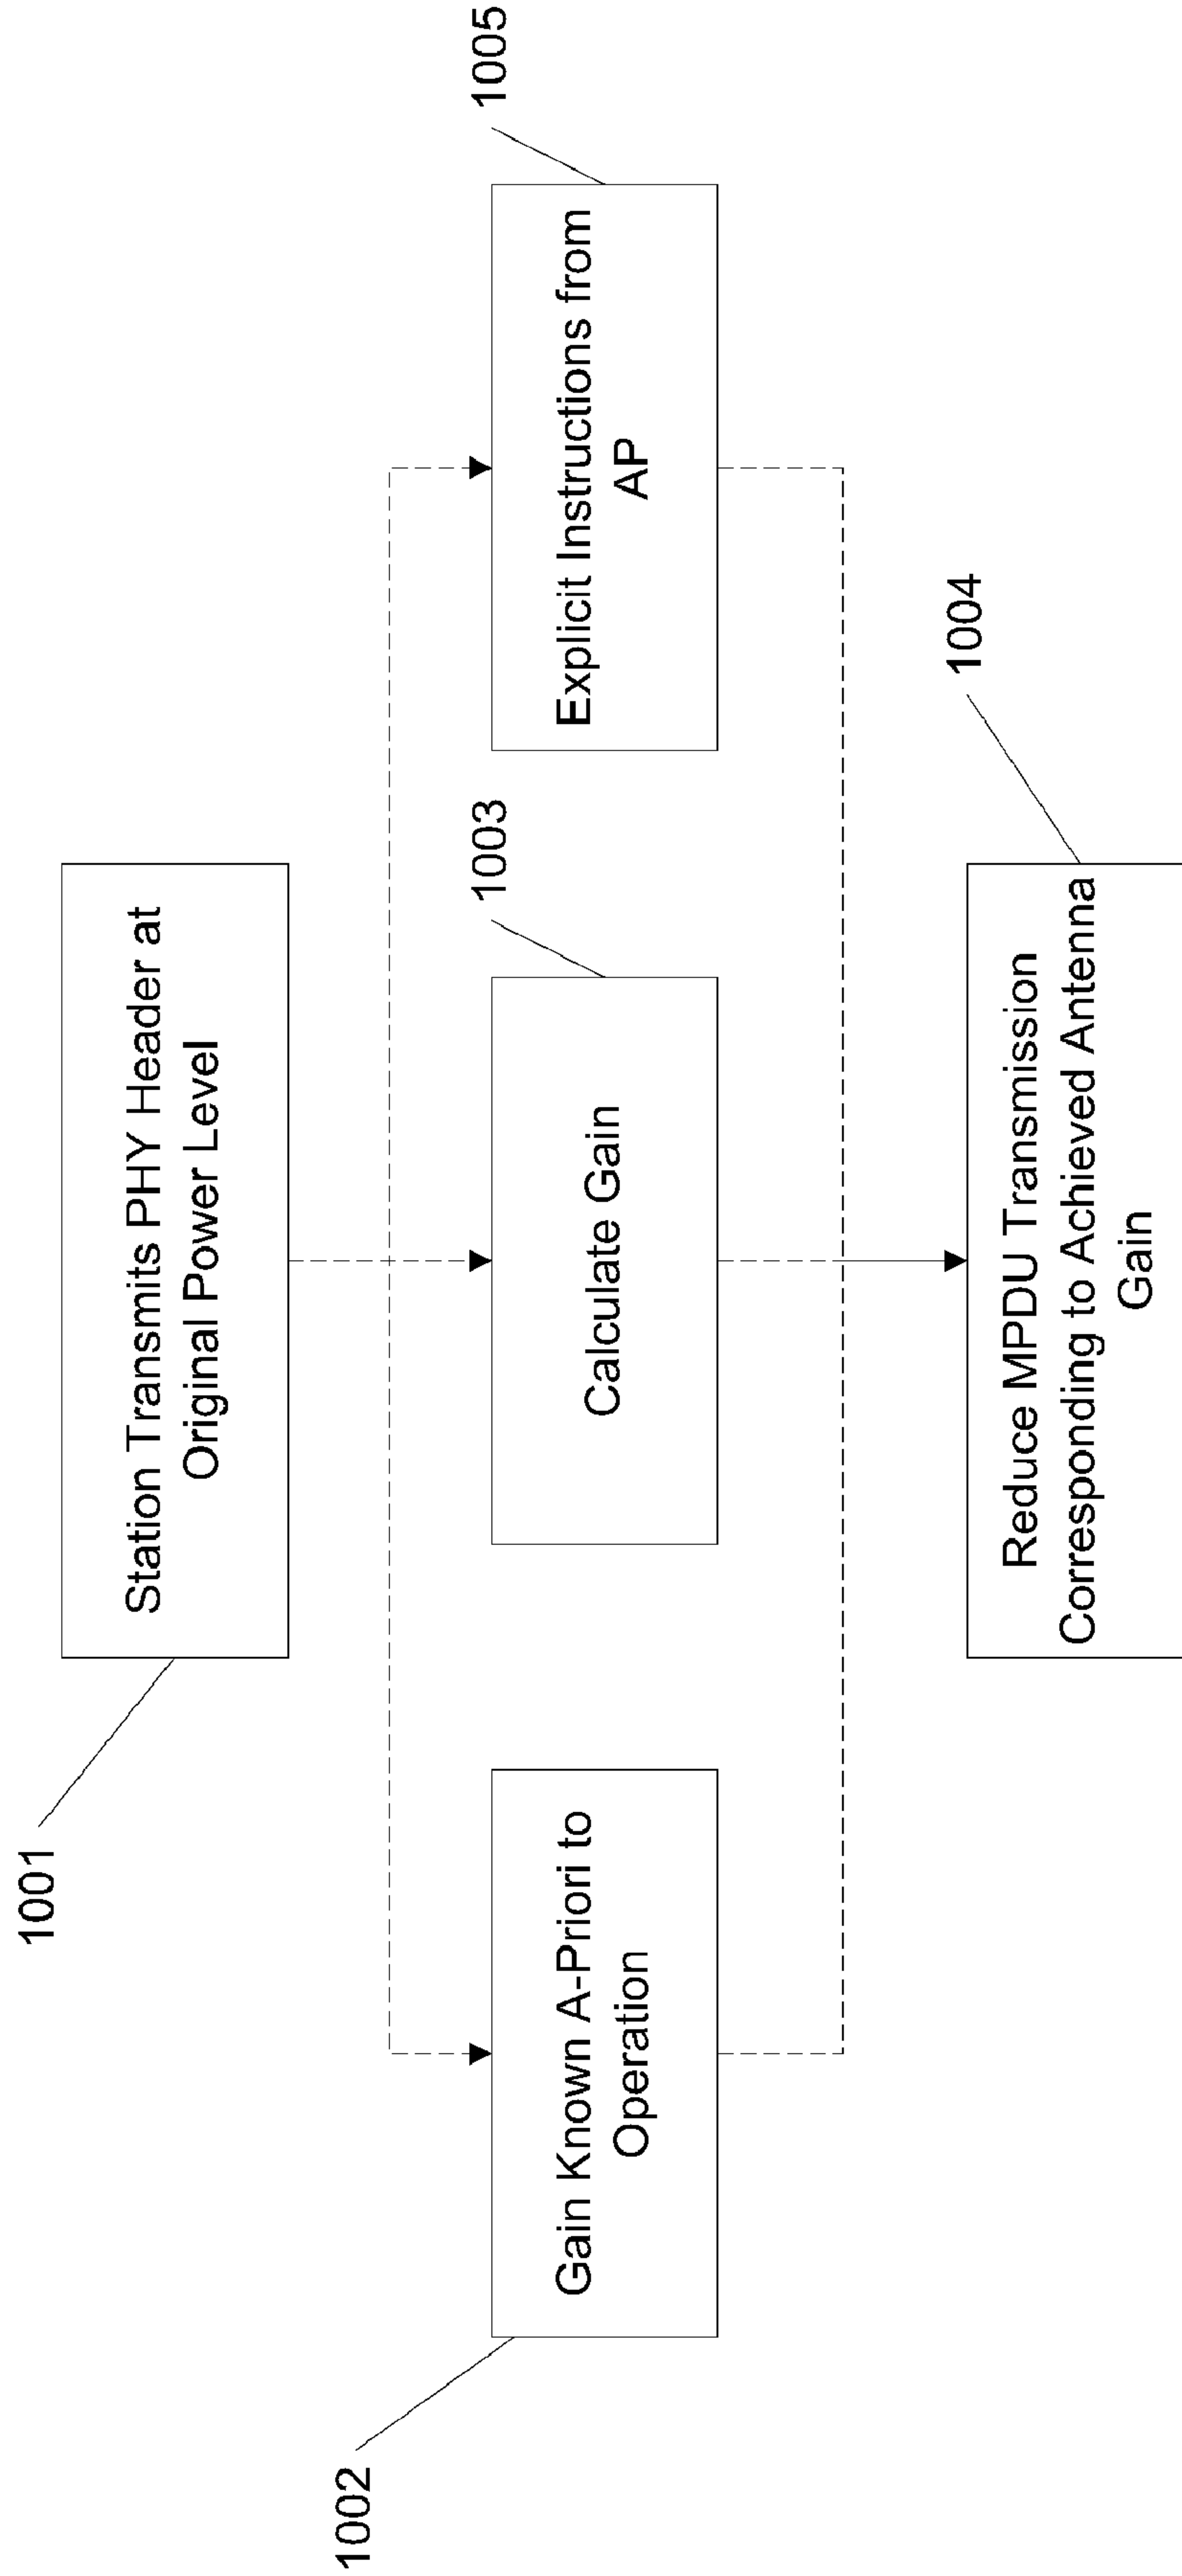 1001
Station Transmits PHY Header at
Original Power Level
1002
Gain Known A-Priori to
Operation
1003
Calculate Gain
1005
Explicit Instructions from
AP
1004
Reduce MPDU Transmission
Corresponding to Achieved Antenna
Gain